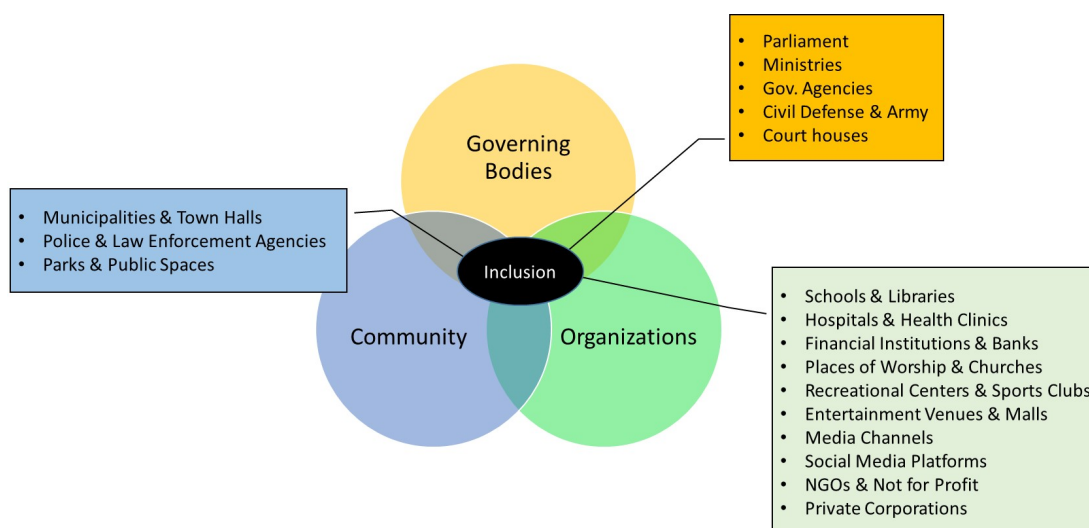 • Parliament
• Ministries
• Gov. Agencies
• Civil Defense & Army
• Court houses
Governing
Bodies
• Municipalities & Town Halls
• Police & Law Enforcement Agencies
• Parks & Public Spaces
Inclusion
Community
Organizations
• Schools & Libraries
• Hospitals & Health Clinics
• Financial Institutions & Banks
• Places of Worship & Churches
• Recreational Centers & Sports Clubs
• Entertainment Venues & Malls
• Media Channels
• Social Media Platforms
• NGOs & Not for Profit
• Private Corporations